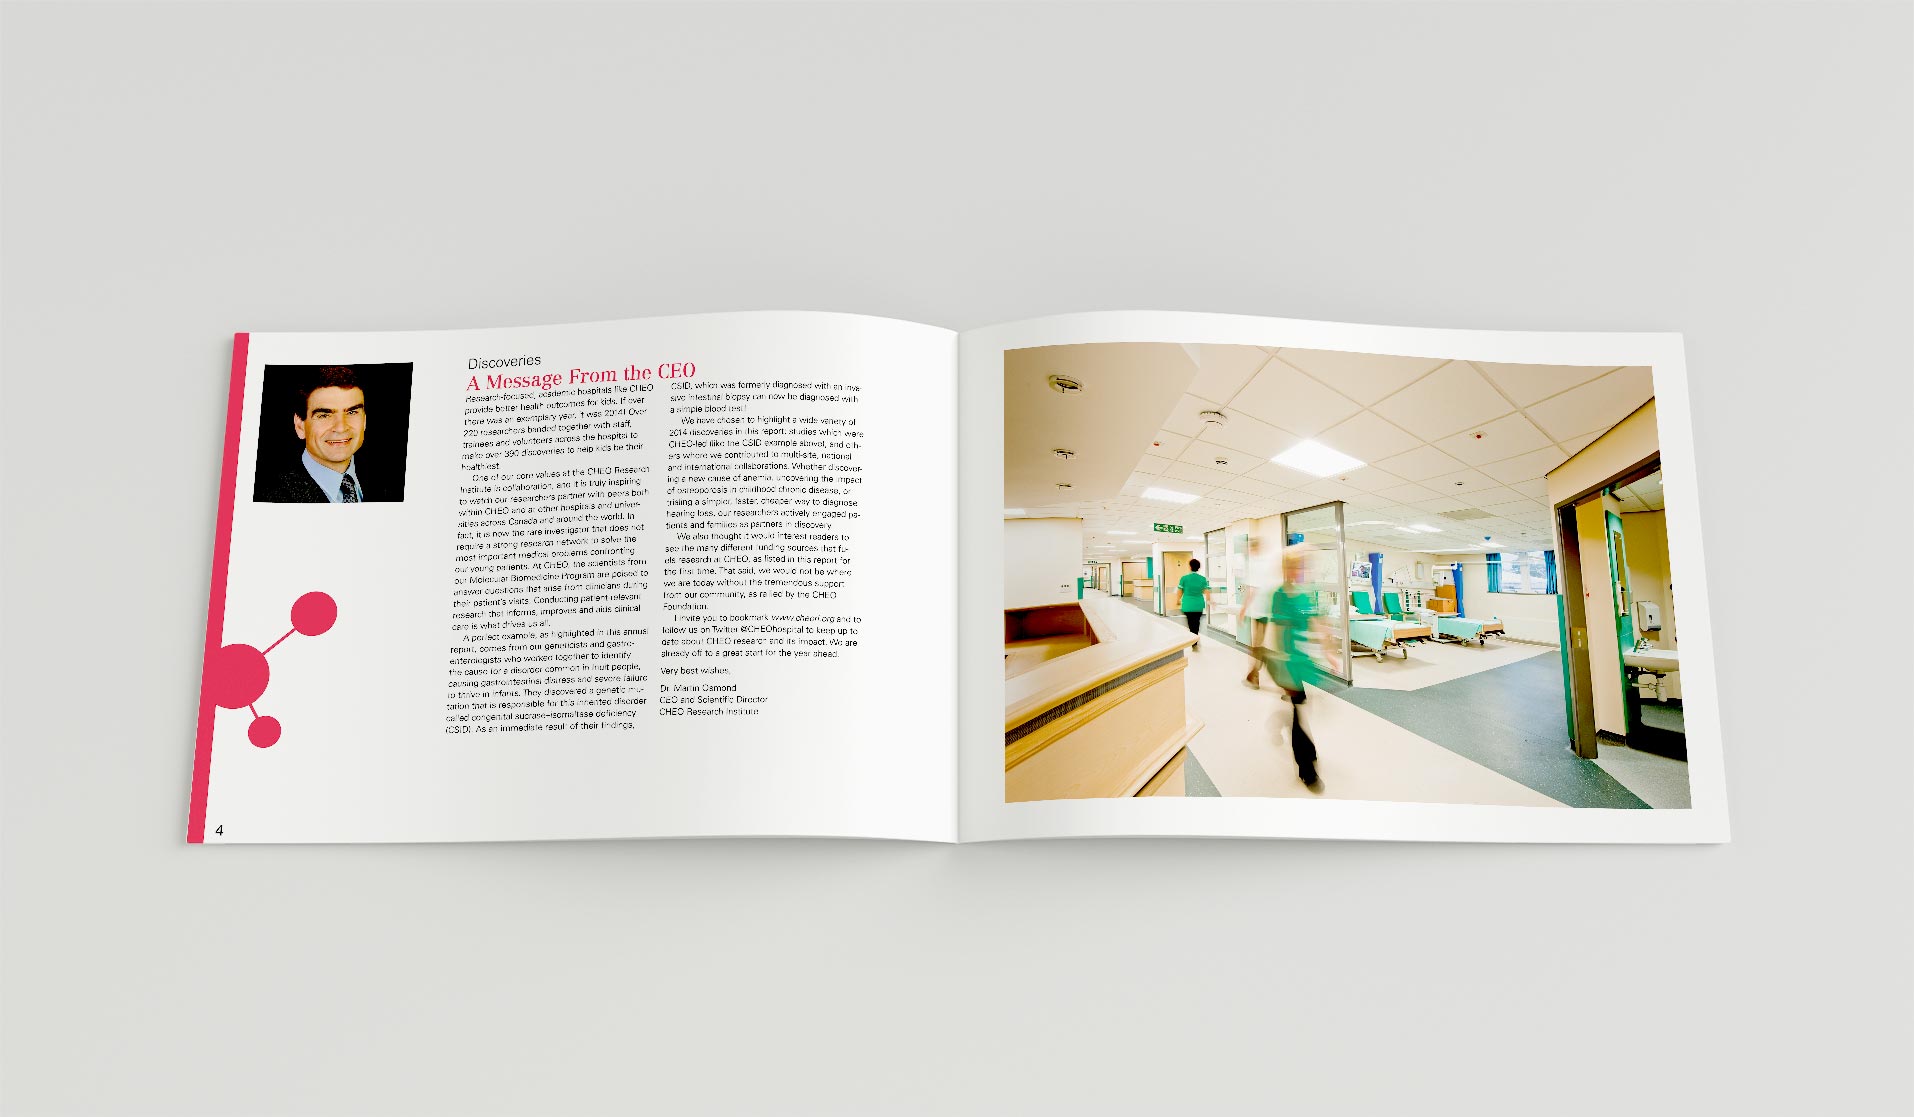 Discoveries
A Message From the CEO
Research-focused, academic hospitals like CHEO
provide better health outcomes for kids. If ever
there was an exemplary year, it was 2014! Over
220 researchers banded together with staff,
trainees and volunteers across the hospital to
make over 390 discoveries to help kids be their
healthiest.
One of our core values at the CHEO Research
Institute is collaboration, and it is truly inspiring
to watch our researchers partner with peers both
within CHEO and at other hospitals and univer-
sities across Canada and around the world. In
fact, it is now the rare investigator that does not
require a strong research network to solve the
most important medical problems confronting
our young patients. At CHEO, the scientists from
our Molecular Biomedicine Program are poised to
answer questions that arise from clinicians during
their patient's visits. Conducting patient-relevant
research that informs, improves and aids clinical
care is what drives us all.
A perfect example, as highlighted in this annual
report, comes from our geneticists and gastro-
enterologists who worked together to identify
the cause for a disorder common in Inuit people,
causing gastrointestinal distress and severe failure
to thrive in infants. They discovered a genetic mu-
tation that is responsible for this inherited disorder
called congenital sucrase–isomaltase deficiency
(CSID). As an immediate result of their findings,
CSID, which was formerly diagnosed with an inva-
sive intestinal biopsy can now be diagnosed with
a simple blood test!
We have chosen to highlight a wide variety of
2014 discoveries in this report: studies which were
CHEO-led (like the CSID example above), and oth-
ers where we contributed to multi-site, national
and international collaborations. Whether discover-
ing a new cause of anemia, uncovering the impact
of osteoporosis in childhood chronic disease, or
trialing a simpler, faster, cheaper way to diagnose
hearing loss, our researchers actively engaged pa-
tients and families as partners in discovery.
We also thought it would interest readers to
see the many different funding sources that fu-
els research at CHEO, as listed in this report for
the first time. That said, we would not be where
we are today without the tremendous support
from our community, as rallied by the CHEO
Foundation.
I invite you to bookmark www.cheori.org and to
follow us on Twitter @CHEOhospital to keep up to
date about CHEO research and its impact. We are
already off to a great start for the year ahead.
Very best wishes,
Dr. Martin Osmond
CEO and Scientific Director
CHEO Research Institute
4